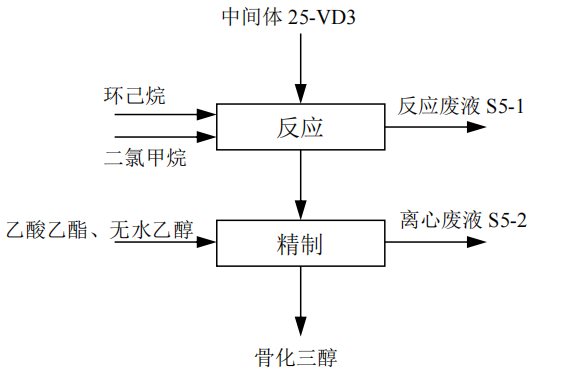 中间体 25-VD3
环己烷
反应废液 S5-1
反应
二氯甲烷
乙酸乙酯、无水乙醇
离心废液 S5-2
精制
骨化三醇